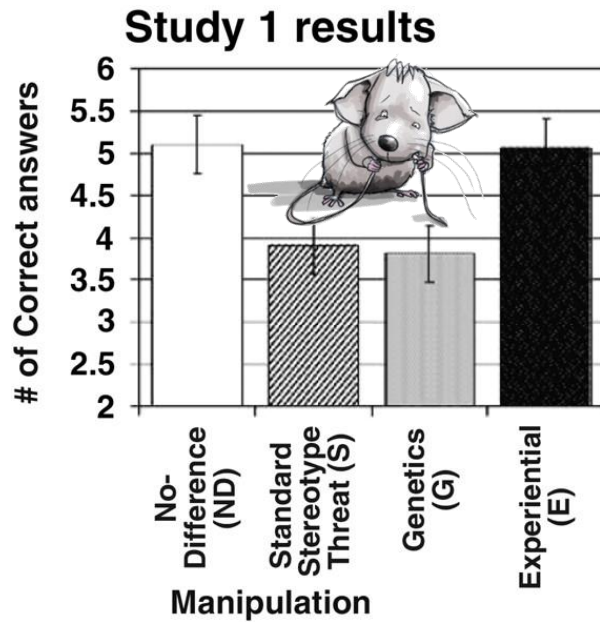 Study 1 results
# of Correct answers
6
5.5
5
4.5
4
3.5
3
2.5
2
No-
Difference
(ND)
Standard
Stereotype
Threat (S)
Genetics
(G)
Experiential
(E)
Manipulation